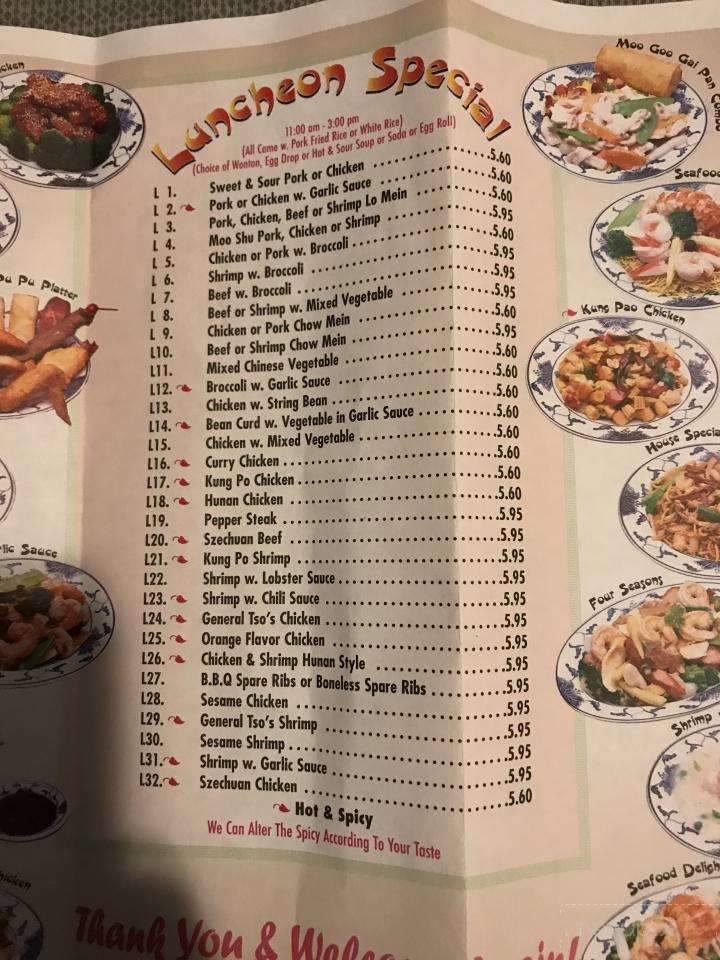 Luncheon Special
11:00 am - 3:00 pm
(All Come w. Pork Fried Rice or White Rice)
(Choice of Wonton, Egg Drop or Hot & Sour Soup or Soda or Egg Roll)
L 1. Sweet & Sour Pork or Chicken 5.60
L 2. Pork or Chicken w. Garlic Sauce 5.60
L 3. Pork, Chicken, Beef or Shrimp Lo Mein 5.60
L 4. Moo Shu Pork, Chicken or Shrimp 5.95
L 5. Chicken or Pork w. Broccoli 5.60
L 6. Shrimp w. Broccoli 5.95
L 7. Beef w. Broccoli 5.95
L 8. Beef or Shrimp w. Mixed Vegetable 5.95
L 9. Chicken or Pork Chow Mein 5.60
L10. Beef or Shrimp Chow Mein 5.95
L11. Mixed Chinese Vegetable 5.60
L12. Broccoli w. Garlic Sauce 5.60
L13. Chicken w. String Bean 5.60
L14. Bean Curd w. Vegetable in Garlic Sauce 5.60
L15. Chicken w. Mixed Vegetable 5.60
L16. Curry Chicken 5.60
L17. Kung Po Chicken 5.60
L18. Hunan Chicken 5.60
L19. Pepper Steak 5.95
L20. Szechuan Beef 5.95
L21. Kung Po Shrimp 5.95
L22. Shrimp w. Lobster Sauce 5.95
L23. Shrimp w. Chili Sauce 5.95
L24. General Tso's Chicken 5.95
L25. Orange Flavor Chicken 5.95
L26. Chicken & Shrimp Hunan Style 5.95
L27. B.B.Q Spare Ribs or Boneless Spare Ribs 5.95
L28. Sesame Chicken 5.95
L29. General Tso's Shrimp 5.95
L30. Sesame Shrimp 5.95
L31. Shrimp w. Garlic Sauce 5.95
L32. Szechuan Chicken 5.60
Hot & Spicy
We Can Alter The Spicy According To Your Taste
Thank You &
Pu Platter
Sauce
Moo Goo Gai Pan
Seafood
Kung Pao Chicken
House
Four Seasons
Shrimp
Seafood